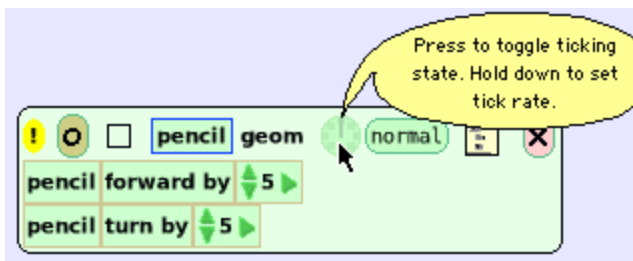 Press to toggle ticking
state. Hold down to set
tick rate.
! O pencil geom normal
pencil forward by 5
pencil turn by 5